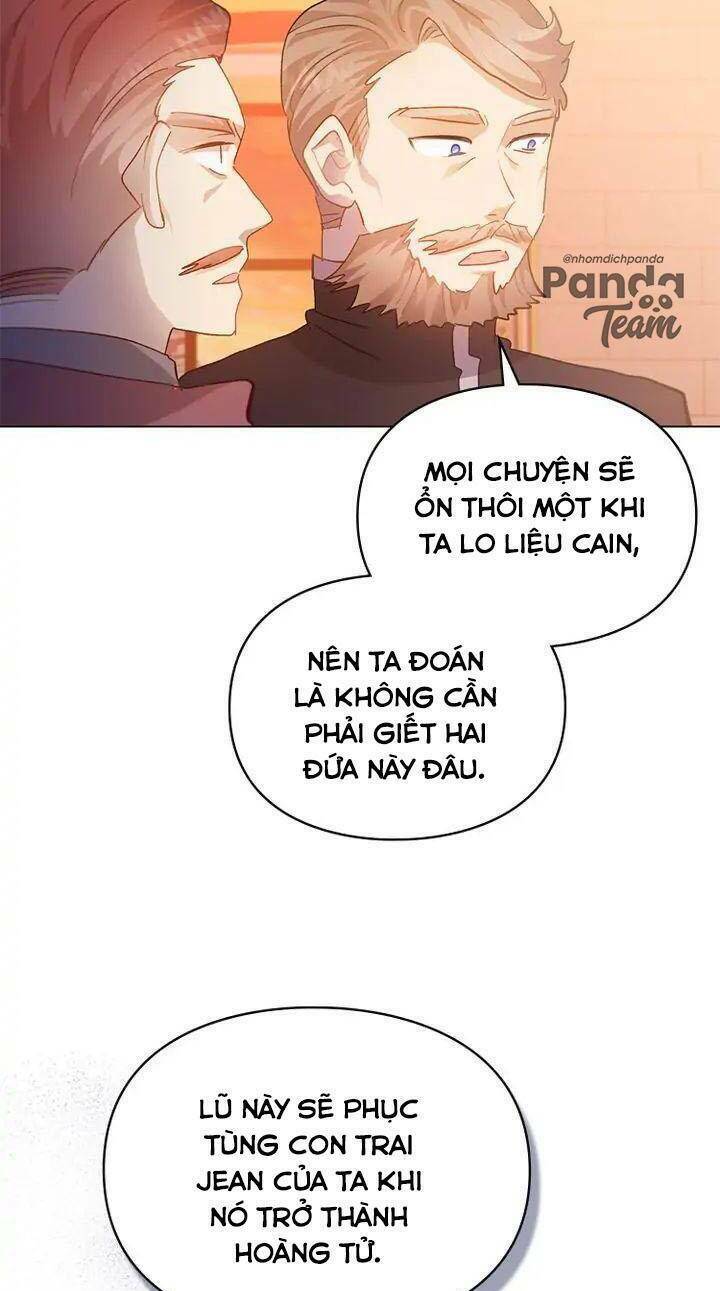 @nhomdichpanda
Panda
Team
MỌI CHUYỆN SẼ
ỔN THÔI MỘT KHI
TA LO LIỆU CAIN,
NÊN TA ĐOÁN
LÀ KHÔNG CẦN
PHẢI GIẾT HAI
ĐỨA NÀY ĐÂU.
LŨ NÀY SẼ PHỤC
TÙNG CON TRAI
JEAN CỦA TA KHI
NÓ TRỞ THÀNH
HOÀNG TỬ.